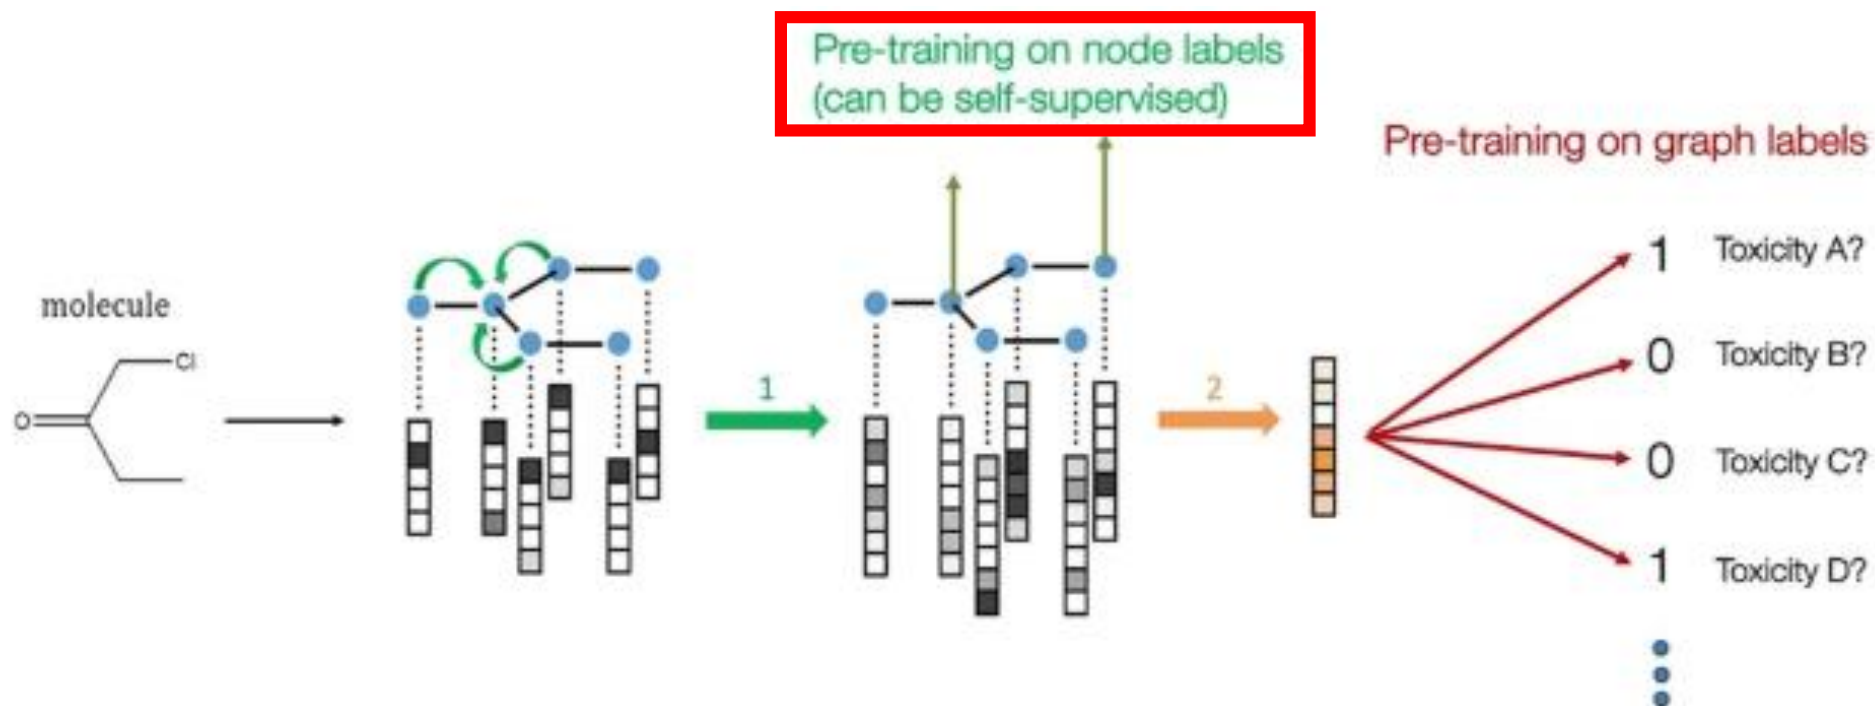 Pre-training on node labels
(can be self-supervised)
Pre-training on graph labels
molecule
Cl
O
1
2
1 Toxicity A?
0 Toxicity B?
0 Toxicity C?
1 Toxicity D?